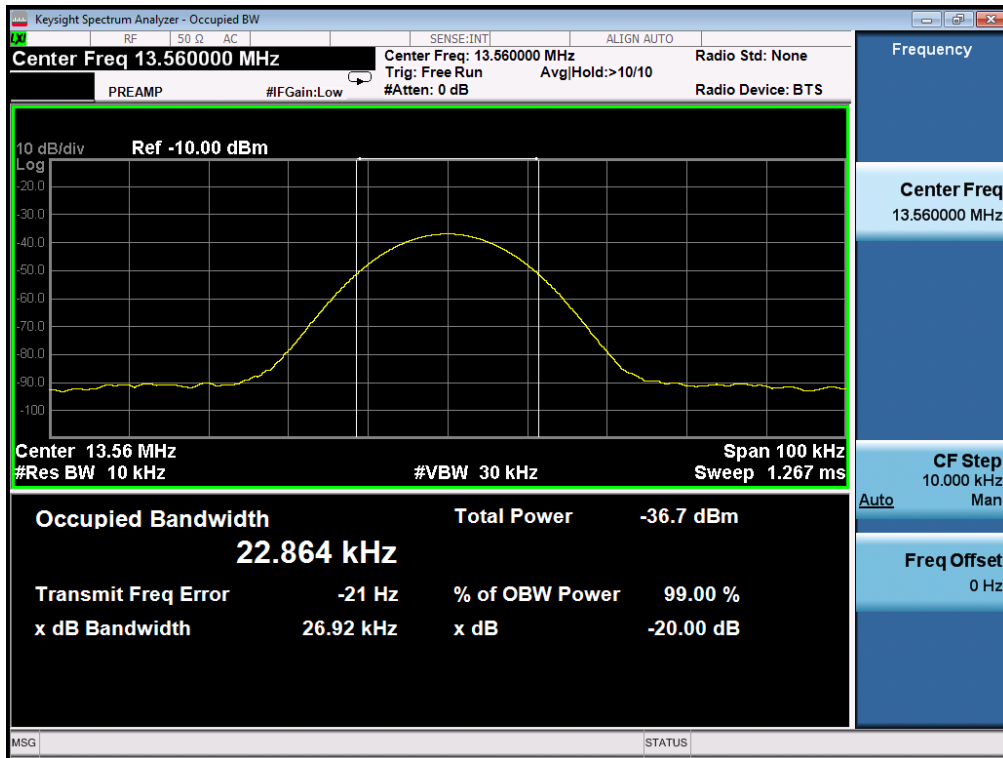 Keysight Spectrum Analyzer - Occupied BW
LXI RF 50 Ω AC SENSE:INT ALIGN AUTO
Center Freq 13.560000 MHz
PREAMP #IFGain:Low
Center Freq: 13.560000 MHz
Trig: Free Run Avg|Hold:>10/10
#Atten: 0 dB
Radio Std: None
Radio Device: BTS
Frequency
10 dB/div Ref -10.00 dBm
Log
-20.0
-30.0
-40.0
-50.0
-60.0
-70.0
-80.0
-90.0
-100
Center 13.56 MHz Span 100 kHz
#Res BW 10 kHz #VBW 30 kHz Sweep 1.267 ms
Occupied Bandwidth Total Power -36.7 dBm
22.864 kHz
Transmit Freq Error -21 Hz % of OBW Power 99.00 %
x dB Bandwidth 26.92 kHz x dB -20.00 dB
Center Freq
13.560000 MHz
CF Step
10.000 kHz
Auto Man
Freq Offset
0 Hz
MSG STATUS